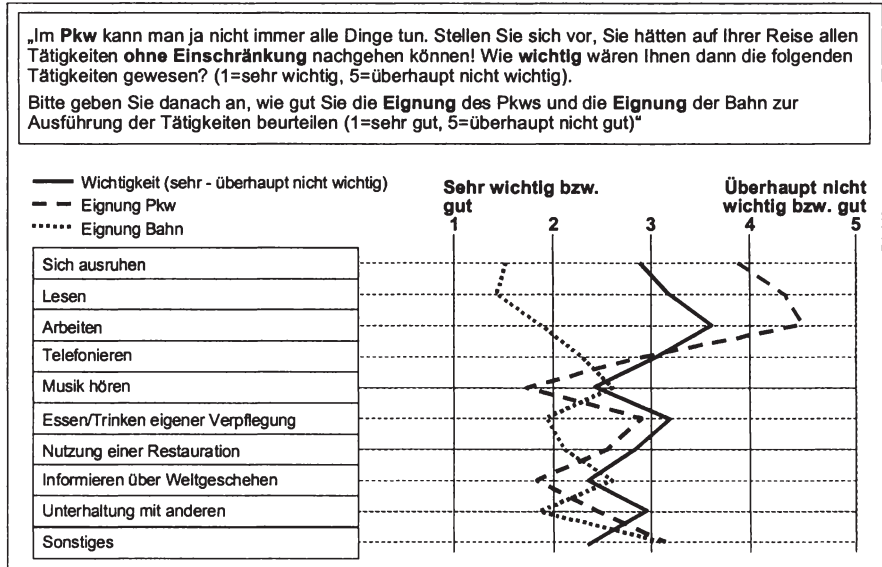 „Im Pkw kann man ja nicht immer alle Dinge tun. Stellen Sie sich vor, Sie hätten auf Ihrer Reise allen
Tätigkeiten ohne Einschränkung nachgehen können! Wie wichtig wären Ihnen dann die folgenden
Tätigkeiten gewesen? (1=sehr wichtig, 5=überhaupt nicht wichtig).
Bitte geben Sie danach an, wie gut Sie die Eignung des Pkws und die Eignung der Bahn zur
Ausführung der Tätigkeiten beurteilen (1=sehr gut, 5=überhaupt nicht gut)“
Wichtigkeit (sehr - überhaupt nicht wichtig)
Eignung Pkw
Eignung Bahn
Sehr wichtig bzw.
gut
Überhaupt nicht
wichtig bzw. gut
1 2 3 4 5
Sich ausruhen
Lesen
Arbeiten
Telefonieren
Musik hören
Essen/Trinken eigener Verpflegung
Nutzung einer Restauration
Informieren über Weltgeschehen
Unterhaltung mit anderen
Sonstiges